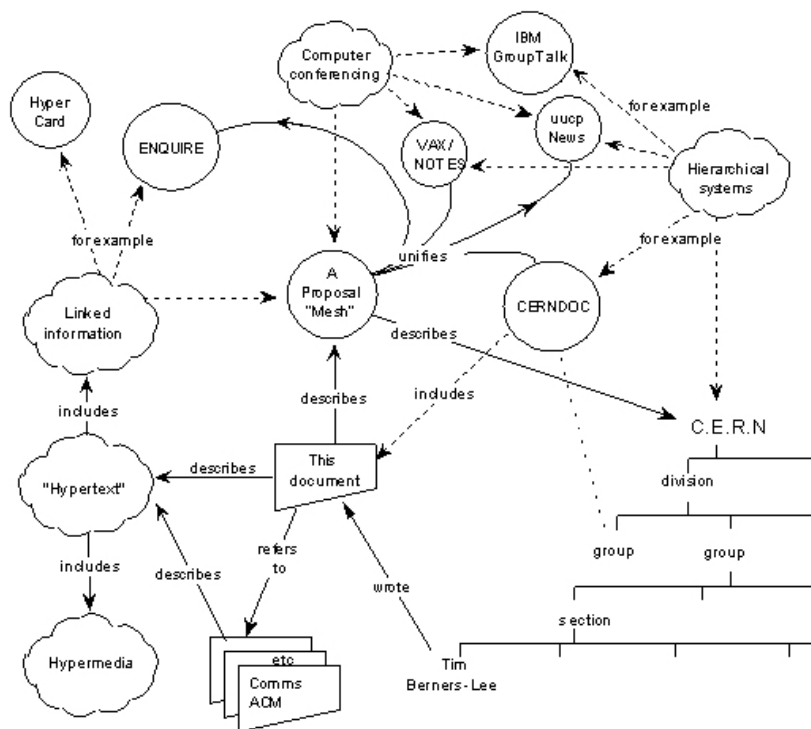 IBM
GroupTalk
Computer
conferencing
Hyper
Card
for example
uucp
News
ENQUIRE
VAX/
NOTES
Hierarchical
systems
for example
for example
unifies
A
Proposal
"Mesh"
Linked
information
CERNDOC
describes
includes
describes
includes
C.E.R.N
This
document
describes
division
"Hypertext"
refers
to
group
group
includes
describes
wrote
section
Hypermedia
etc
Tim
Berners-Lee
Comms
ACM